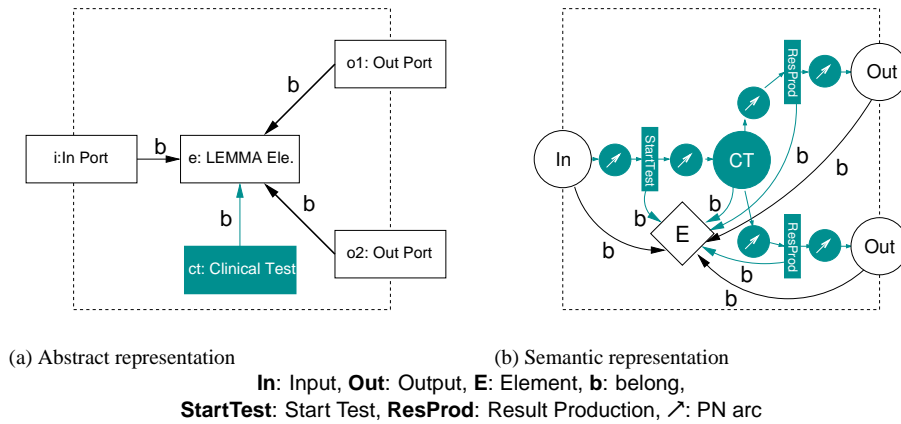 o1: Out Port
b
i:In Port
b
e: LEMMA Ele.
b
b
ct: Clinical Test
o2: Out Port
ResProd
Out
In
StartTest
CT
b
b
b
b
E
b
b
ResProd
Out
b
b
(a) Abstract representation
(b) Semantic representation
In: Input, Out: Output, E: Element, b: belong,
StartTest: Start Test, ResProd: Result Production, ↗: PN arc